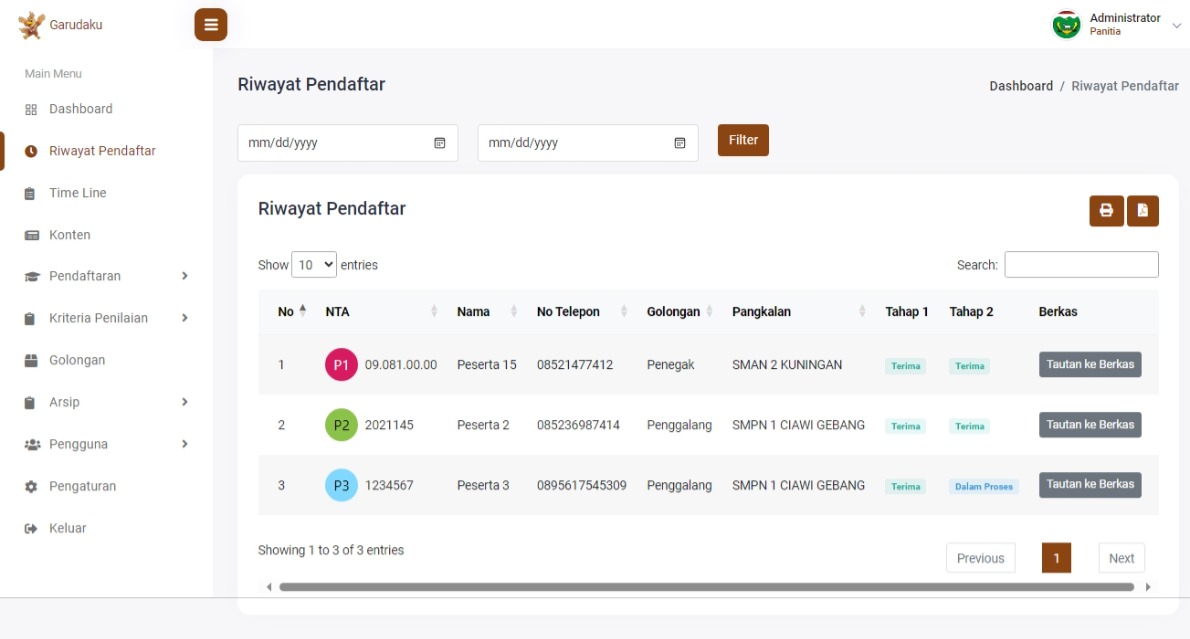 Garudaku
Administrator
Panitia
Main Menu
Dashboard
Riwayat Pendaftar
Time Line
Konten
Pendaftaran
Kriteria Penilaian
Golongan
Arsip
Pengguna
Pengaturan
Keluar
Riwayat Pendaftar
Dashboard / Riwayat Pendaftar
mm/dd/yyyy mm/dd/yyyy Filter
Riwayat Pendaftar
Show 10 entries Search:
No NTA Nama No Telepon Golongan Pangkalan Tahap 1 Tahap 2 Berkas
1 P1 09.081.00.00 Peserta 15 08521477412 Penegak SMAN 2 KUNINGAN Terima Terima Tautan ke Berkas
2 P2 2021145 Peserta 2 085236987414 Penggalang SMPN 1 CIAWI GEBANG Terima Terima Tautan ke Berkas
3 P3 1234567 Peserta 3 0895617545309 Penggalang SMPN 1 CIAWI GEBANG Terima Dalam Proses Tautan ke Berkas
Showing 1 to 3 of 3 entries
Previous 1 Next